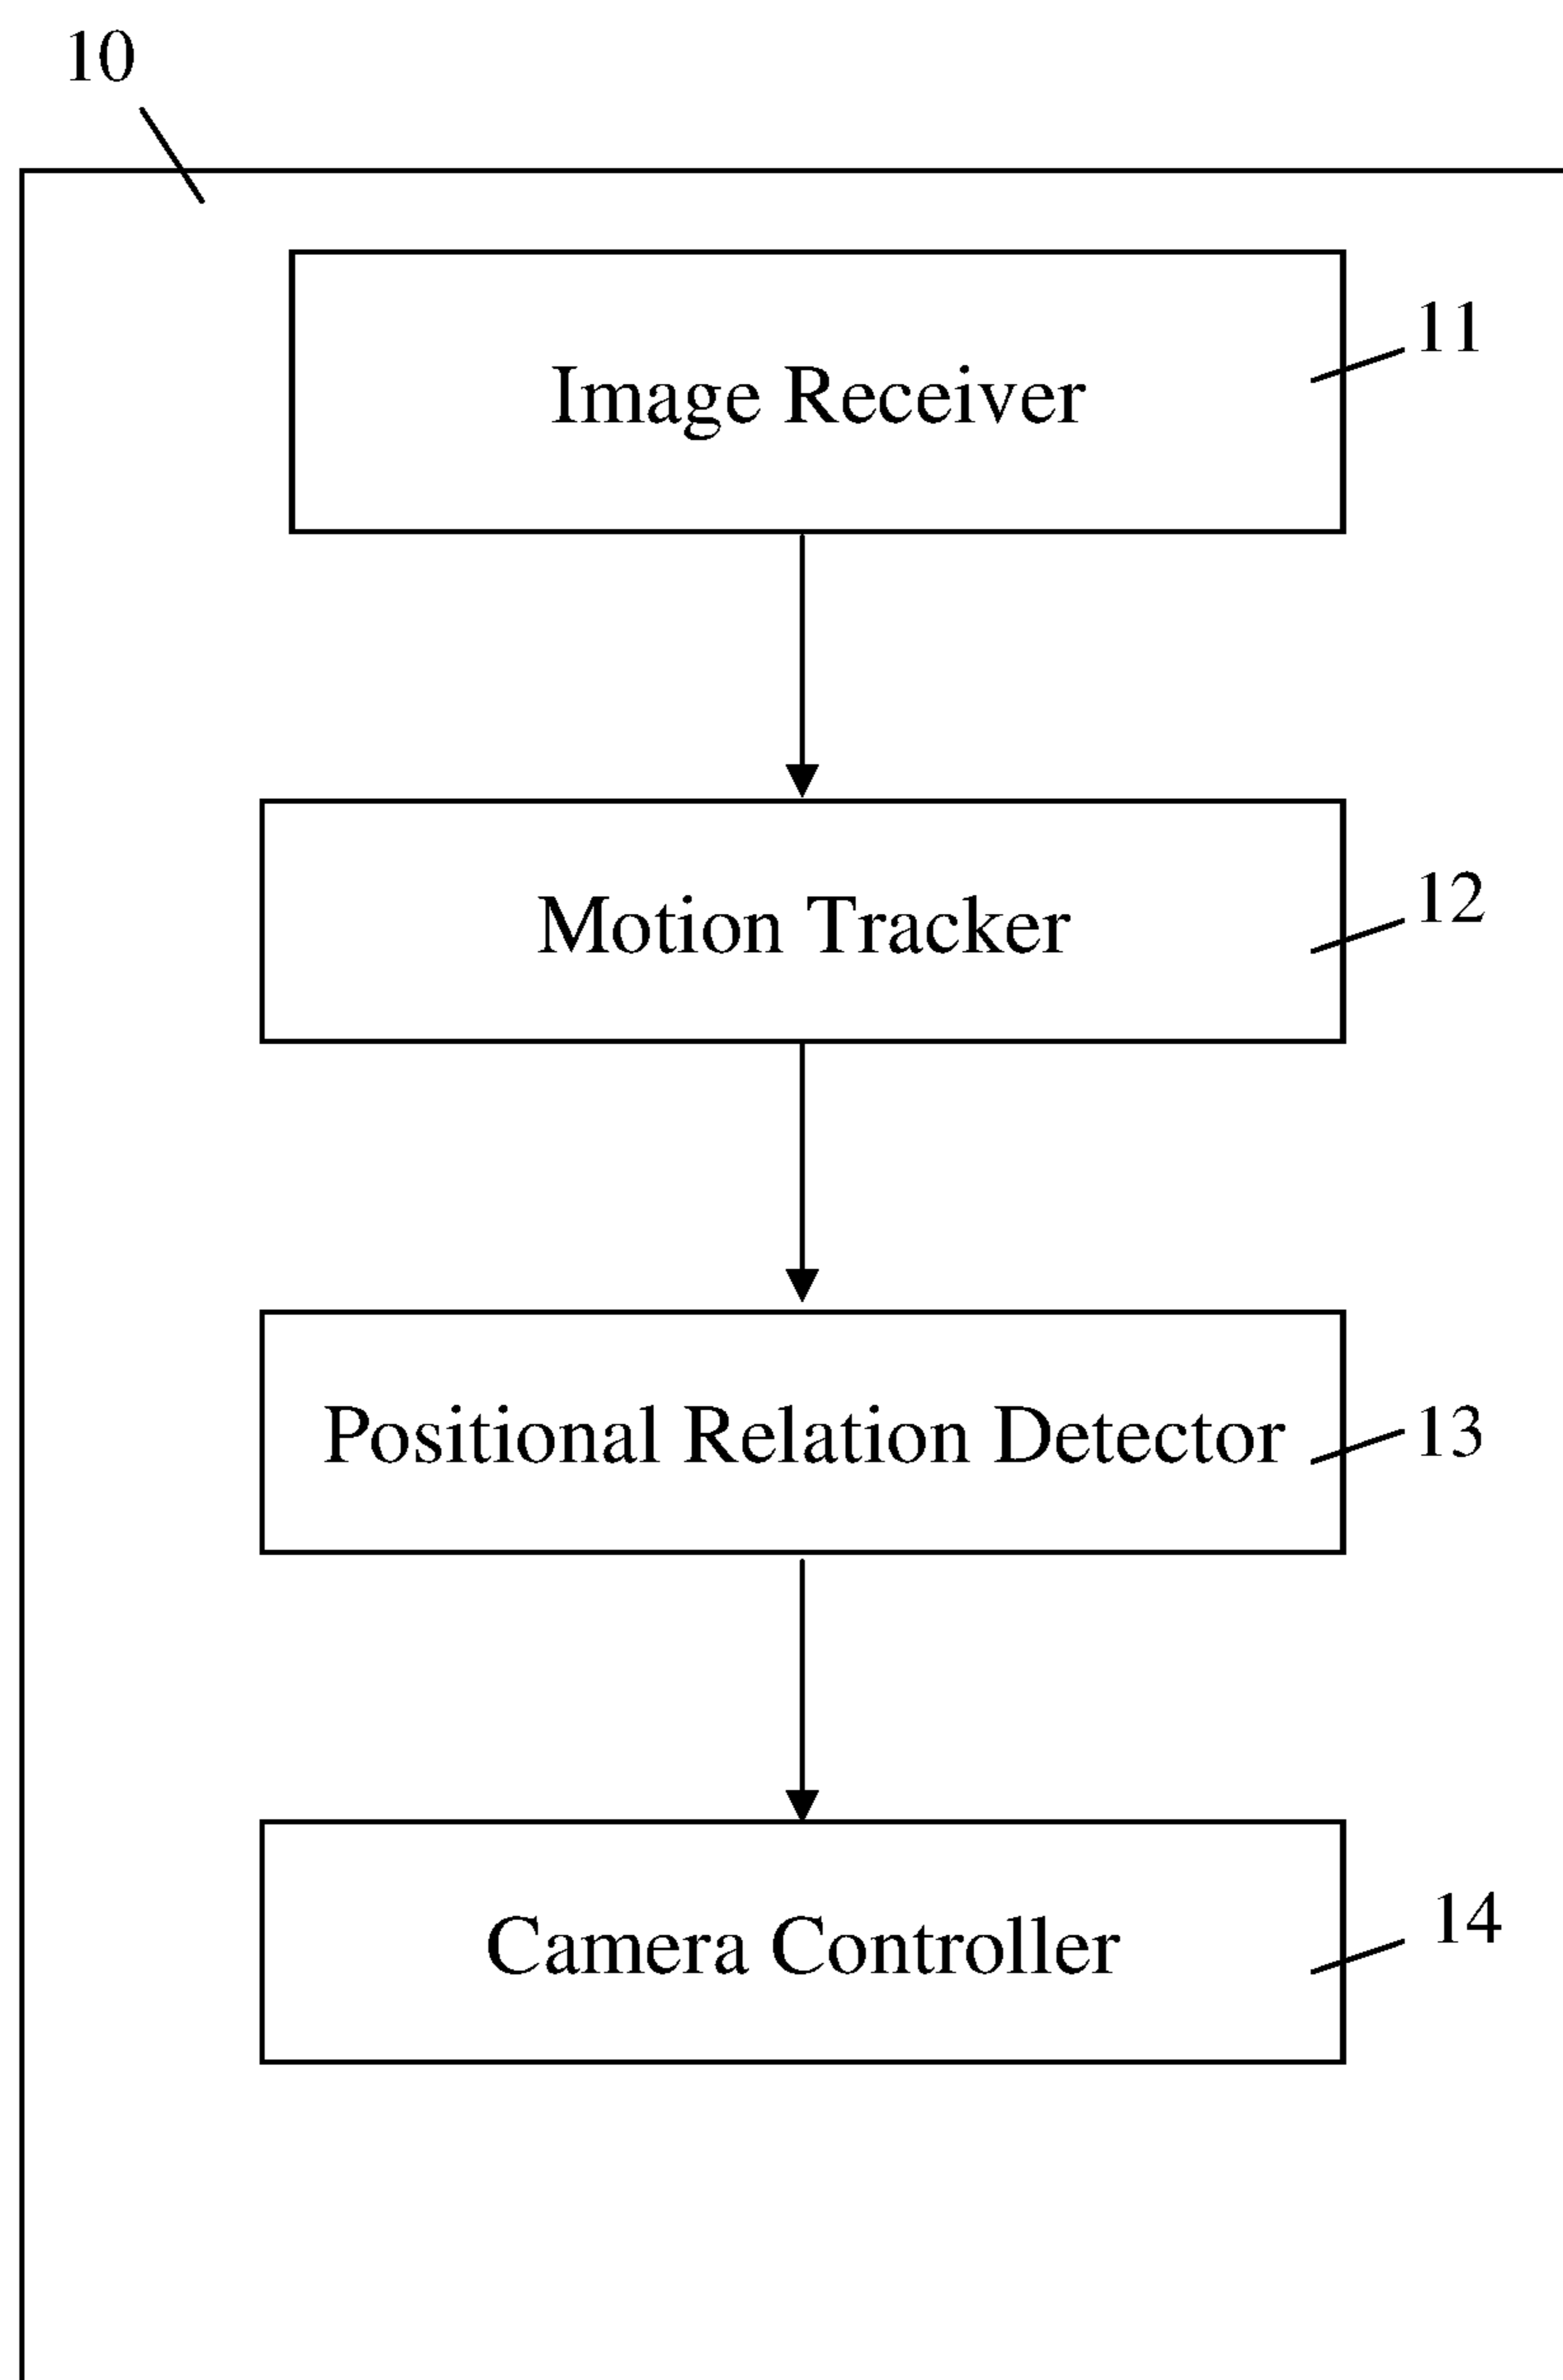 10
Image Receiver
11
Motion Tracker
12
Positional Relation Detector
13
Camera Controller
14